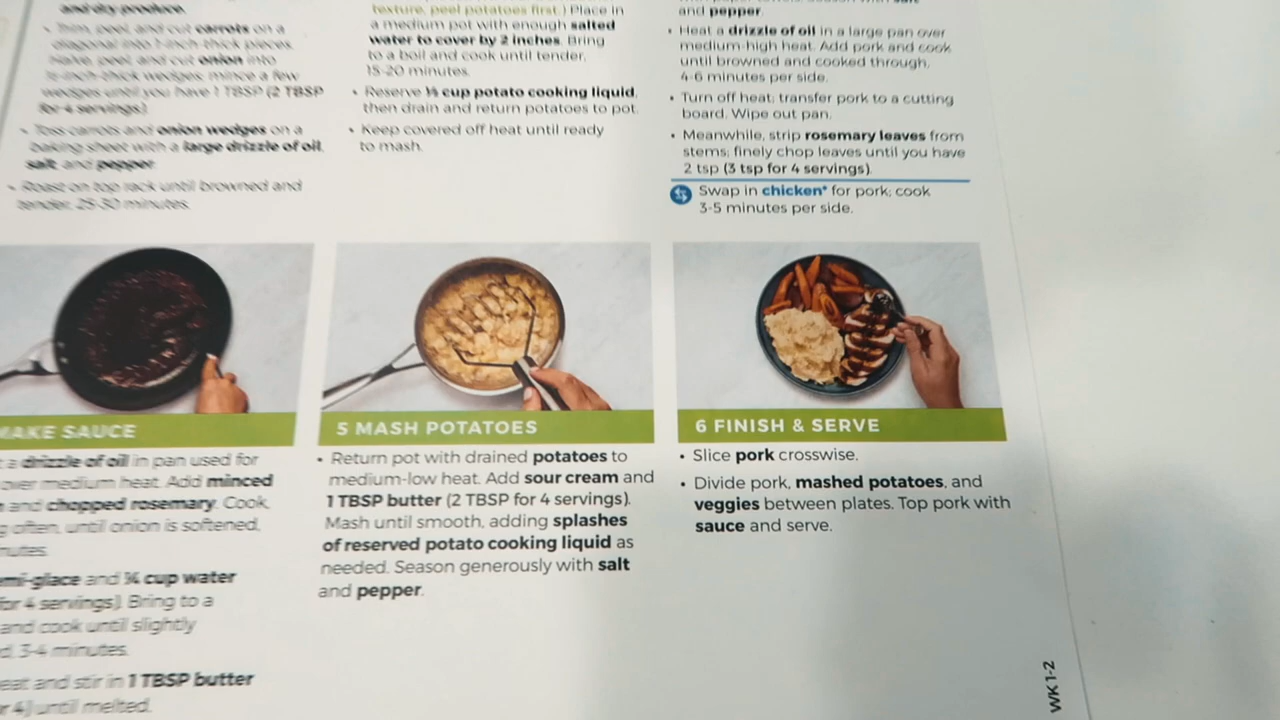 and dry produce.
• Trim, peel, and cut carrots on a
diagonal into 1-inch-thick pieces.
Halve, peel, and cut onion into
-inch-thick wedges; mince a few
wedges until you have 1 TBSP (2 TBSP
for 4 servings).
• Toss carrots and onion wedges on a
baking sheet with a large drizzle of oil,
salt, and pepper.
• Roast on top rack until browned and
tender, 25-30 minutes.
texture, peel potatoes first.) Place in
a medium pot with enough salted
water to cover by 2 inches. Bring
to a boil and cook until tender,
15-20 minutes.
• Reserve ½ cup potato cooking liquid,
then drain and return potatoes to pot.
• Keep covered off heat until ready
to mash.
and pepper.
• Heat a drizzle of oil in a large pan over
medium-high heat. Add pork and cook
until browned and cooked through,
4-6 minutes per side.
• Turn off heat; transfer pork to a cutting
board. Wipe out pan.
• Meanwhile, strip rosemary leaves from
stems; finely chop leaves until you have
2 tsp (3 tsp for 4 servings).
Swap in chicken* for pork; cook
3-5 minutes per side.
MAKE SAUCE
a drizzle of oil in pan used for
over medium heat. Add minced
and chopped rosemary. Cook,
often, until onion is softened,
emi-glace and ¼ cup water
for 4 servings). Bring to a
and cook until slightly
3-4 minutes.
eat and stir in 1 TBSP butter
4) until melted.
5 MASH POTATOES
• Return pot with drained potatoes to
medium-low heat. Add sour cream and
1 TBSP butter (2 TBSP for 4 servings).
Mash until smooth, adding splashes
of reserved potato cooking liquid as
needed. Season generously with salt
and pepper.
6 FINISH & SERVE
• Slice pork crosswise.
• Divide pork, mashed potatoes, and
veggies between plates. Top pork with
sauce and serve.
WK 1-2